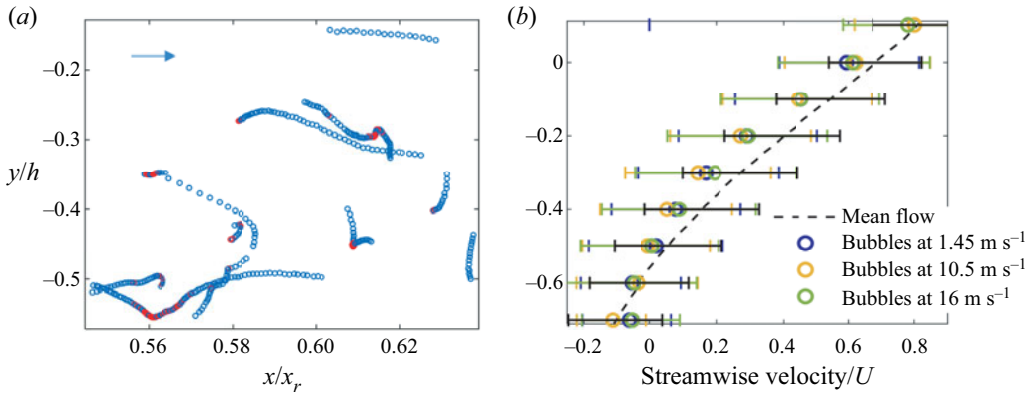 (a)
−0.2
−0.3
y/h
−0.4
−0.5
0.56 0.58 0.60 0.62
x/xᵣ
(b)
0
−0.2
−0.4
−0.6
Mean flow
Bubbles at 1.45 m s⁻¹
Bubbles at 10.5 m s⁻¹
Bubbles at 16 m s⁻¹
−0.2 0 0.2 0.4 0.6 0.8
Streamwise velocity/U